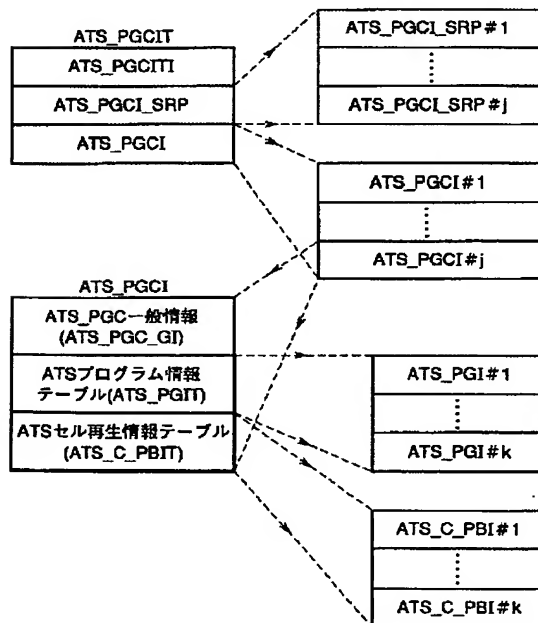 ATS_PGCIT
ATS_PGCITI
ATS_PGCI_SRP
ATS_PGCI
ATS_PGCI_SRP#1
ATS_PGCI_SRP#j
ATS_PGCI#1
ATS_PGCI#j
ATS_PGCI
ATS_PGC一般情報
(ATS_PGC_GI)
ATSプログラム情報
テーブル(ATS_PGIT)
ATSセル再生情報テーブル
(ATS_C_PBIT)
ATS_PGI#1
ATS_PGI#k
ATS_C_PBI#1
ATS_C_PBI#k